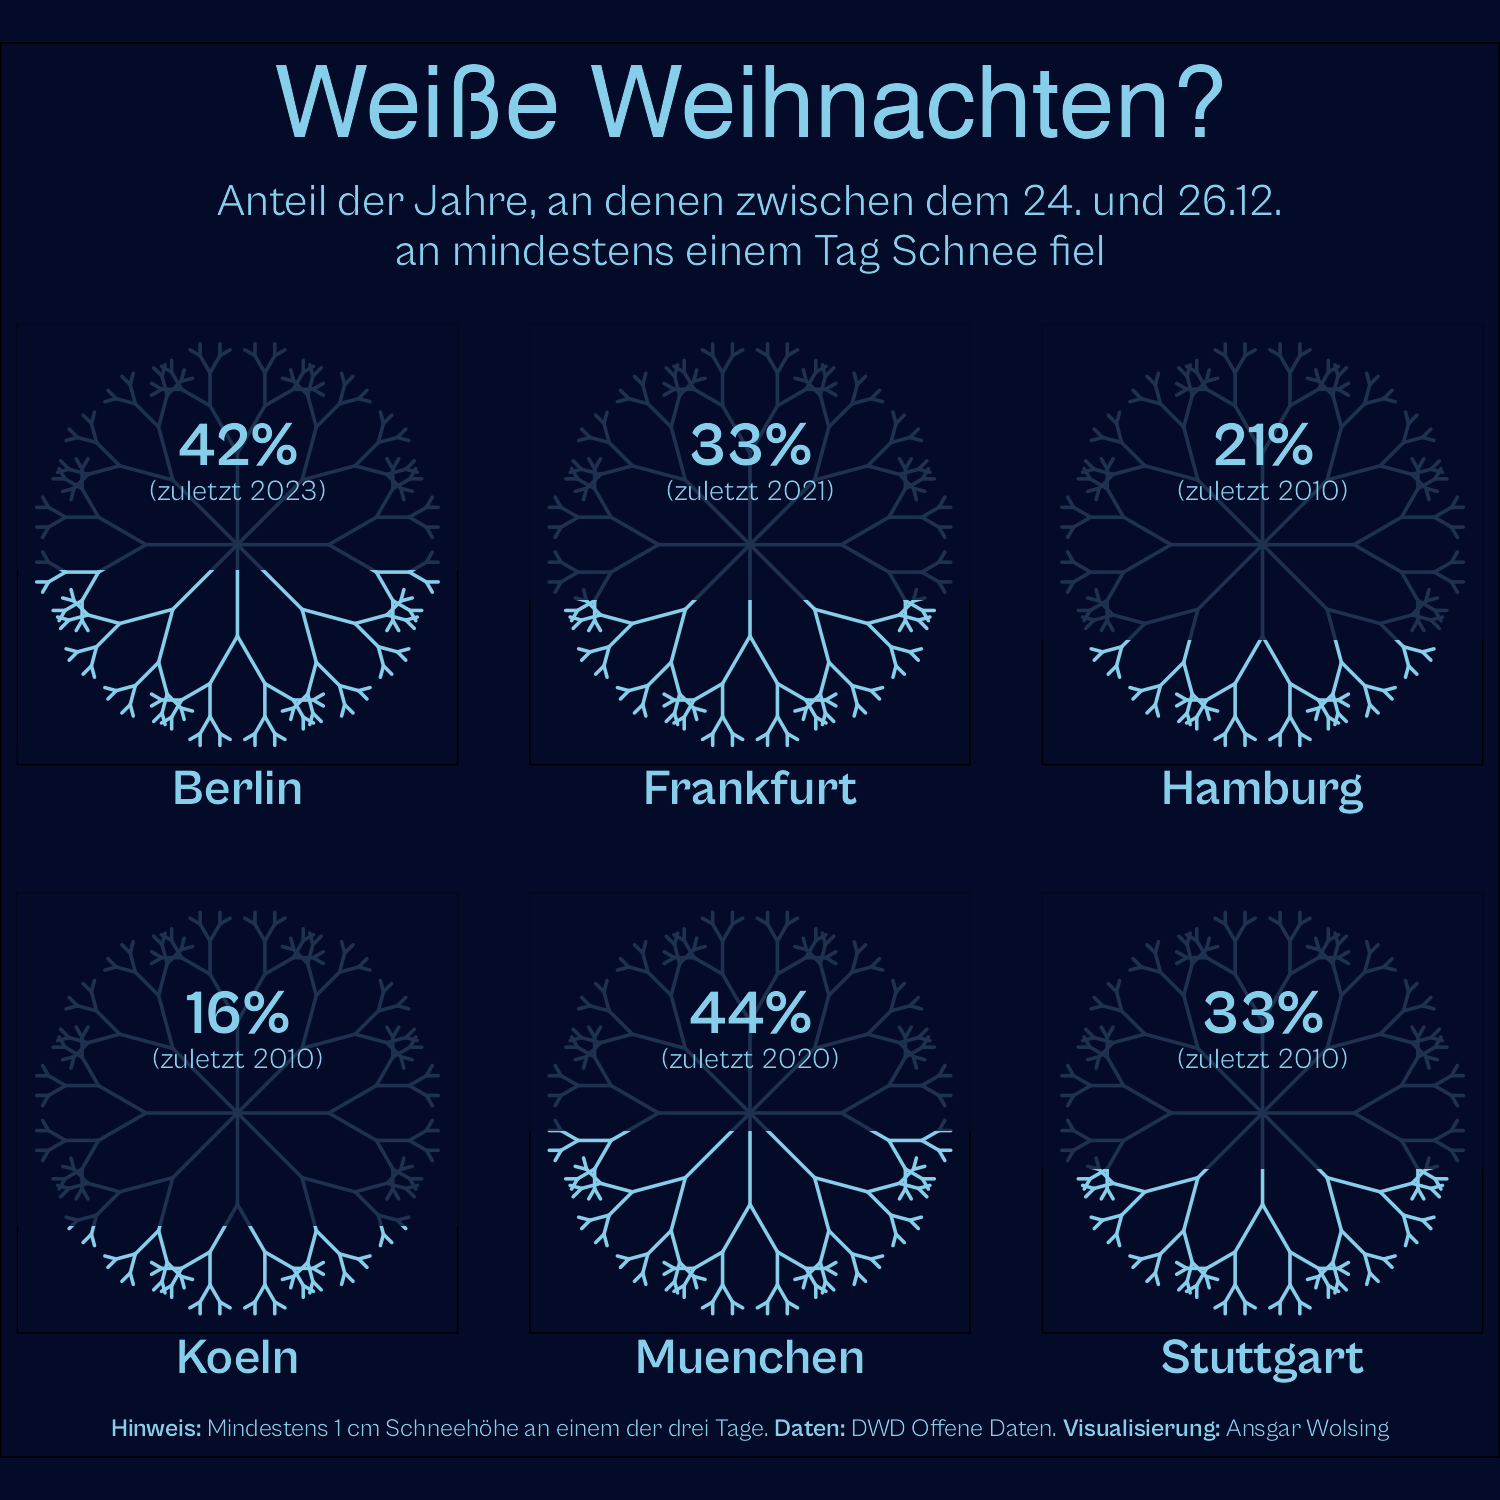 Weiße Weihnachten?
Anteil der Jahre, an denen zwischen dem 24. und 26.12.
an mindestens einem Tag Schnee fiel
42%
(zuletzt 2023)
Berlin
33%
(zuletzt 2021)
Frankfurt
21%
(zuletzt 2010)
Hamburg
16%
(zuletzt 2010)
Koeln
44%
(zuletzt 2020)
Muenchen
33%
(zuletzt 2010)
Stuttgart
Hinweis: Mindestens 1 cm Schneehöhe an einem der drei Tage. Daten: DWD Offene Daten. Visualisierung: Ansgar Wolsing